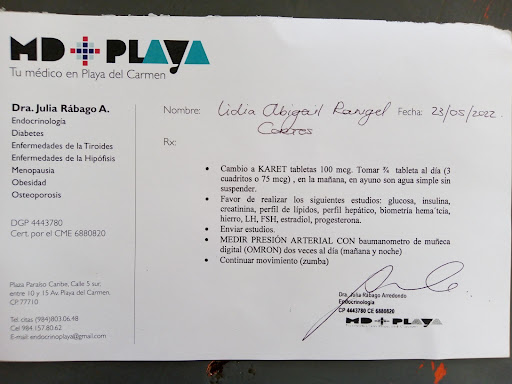 MD PLAYA
Tu médico en Playa del Carmen
Dra. Julia Rábago A.
Endocrinología
Diabetes
Enfermedades de la Tiroides
Enfermedades de la Hipófisis
Menopausia
Obesidad
Osteoporosis
DGP 4443780
Cert. por el CME 6880820
Plaza Paraíso Caribe, Calle 5 sur,
entre 10 y 15 Av. Playa del Carmen,
CP 77710
Tel. citas (984)803.06.48
Cel 984.157.80.62
E-mail: endocrinoplaya@gmail.com
Nombre: Lidia Abigail Rangel Fecha: 23/05/2022.
Rx:
• Cambio a KARET tabletas 100 mcg. Tomar ¾ tableta al día (3
cuadritos o 75 mcg) , en la mañana, en ayuno son agua simple sin
suspender.
• Favor de realizar los siguientes estudios: glucosa, insulina,
creatinina, perfil de lípidos, perfil hepático, biometría hemática,
hierro, LH, FSH, estradiol, progesterona.
• Enviar estudios.
• MEDIR PRESIÓN ARTERIAL CON baumanometro de muñeca
digital (OMRON) dos veces al día (mañana y noche)
• Continuar movimiento (zumba)
Dra. Julia Rábago Arredondo
Endocrinología
CP 4443780 CE 6880820
MD PLAYA